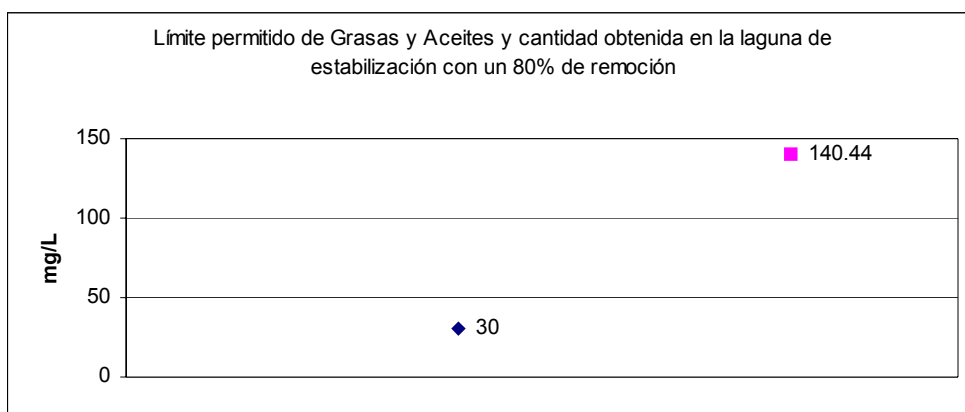 Límite permitido de Grasas y Aceites y cantidad obtenida en la laguna de
estabilización con un 80% de remoción
150
140.44
100
mg/L
50
30
0